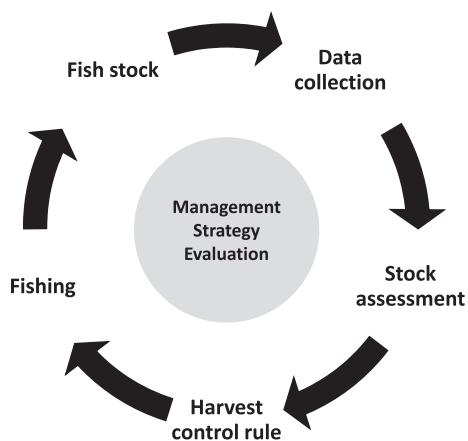 Fish stock
Data
collection
Management
Strategy
Evaluation
Stock
assessment
Fishing
Harvest
control rule